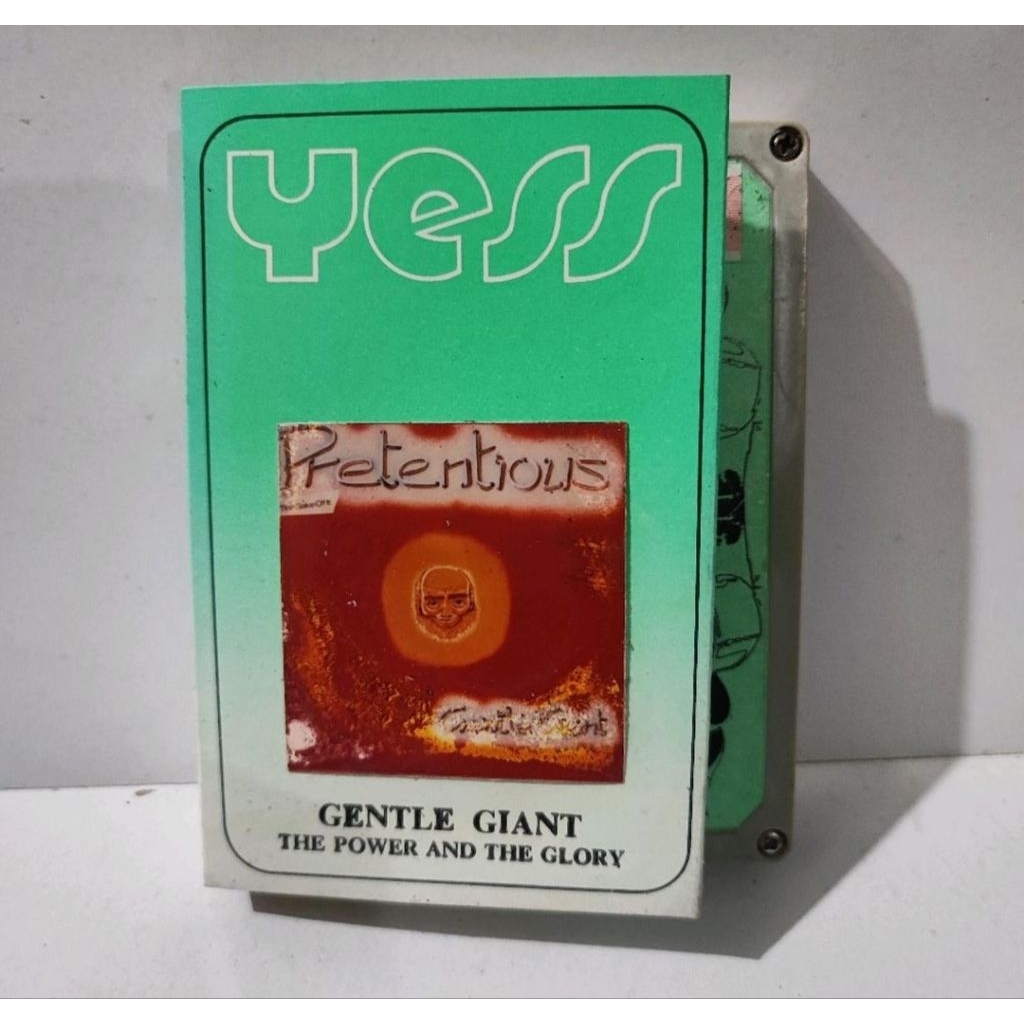 Yess
Pretentious
Gentle Giant
GENTLE GIANT
THE POWER AND THE GLORY